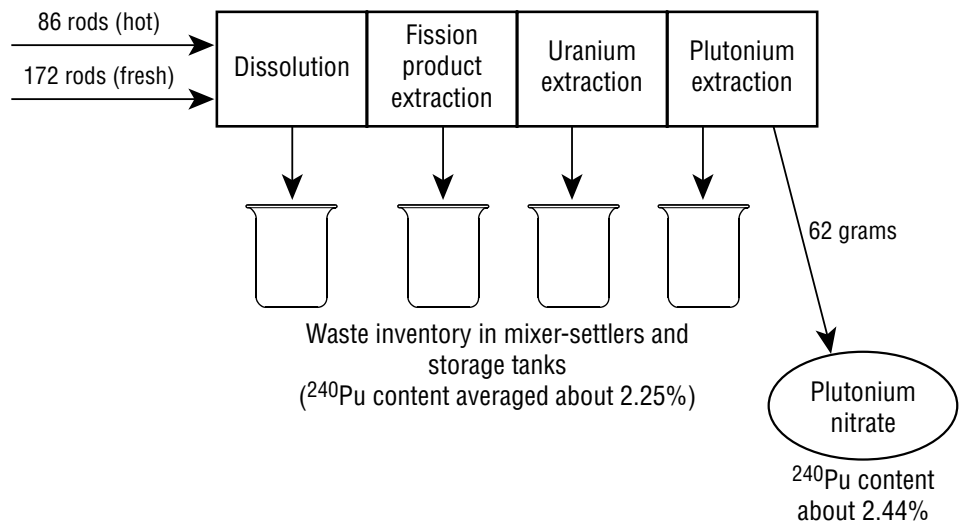 86 rods (hot)
172 rods (fresh)
Dissolution
Fission
product
extraction
Uranium
extraction
Plutonium
extraction
62 grams
Waste inventory in mixer-settlers and
storage tanks
(²⁴⁰Pu content averaged about 2.25%)
Plutonium
nitrate
²⁴⁰Pu content
about 2.44%